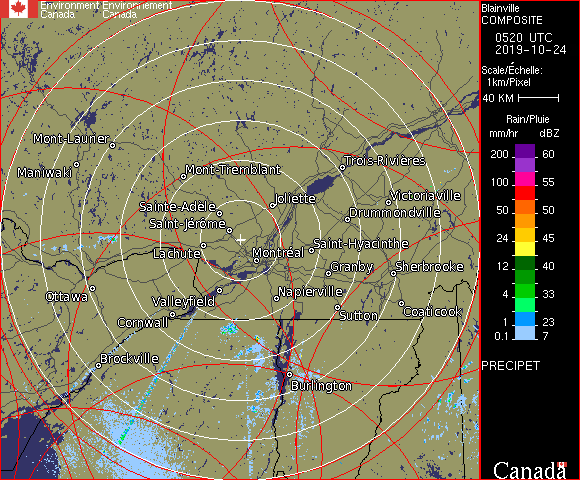 Environment Environnement
Canada Canada
Blainville
COMPOSITE
0520 UTC
2019-10-24
Scale/Échelle:
1km/Pixel
40 KM
Rain/Pluie
mm/hr dBZ
200 60
100 55
50 50
24 45
12 40
4 33
1 23
0.1 7
PRECIPET
Mont-Laurier
Maniwaki
Mont-Tremblant
Trois-Rivières
Joliette
Victoriaville
Sainte-Adèle
Drummondville
Saint-Jérôme
Saint-Hyacinthe
Lachute
Montréal
Granby
Sherbrooke
Ottawa
Napierville
Valleyfield
Coaticook
Sutton
Cornwall
Brockville
Burlington
Canada